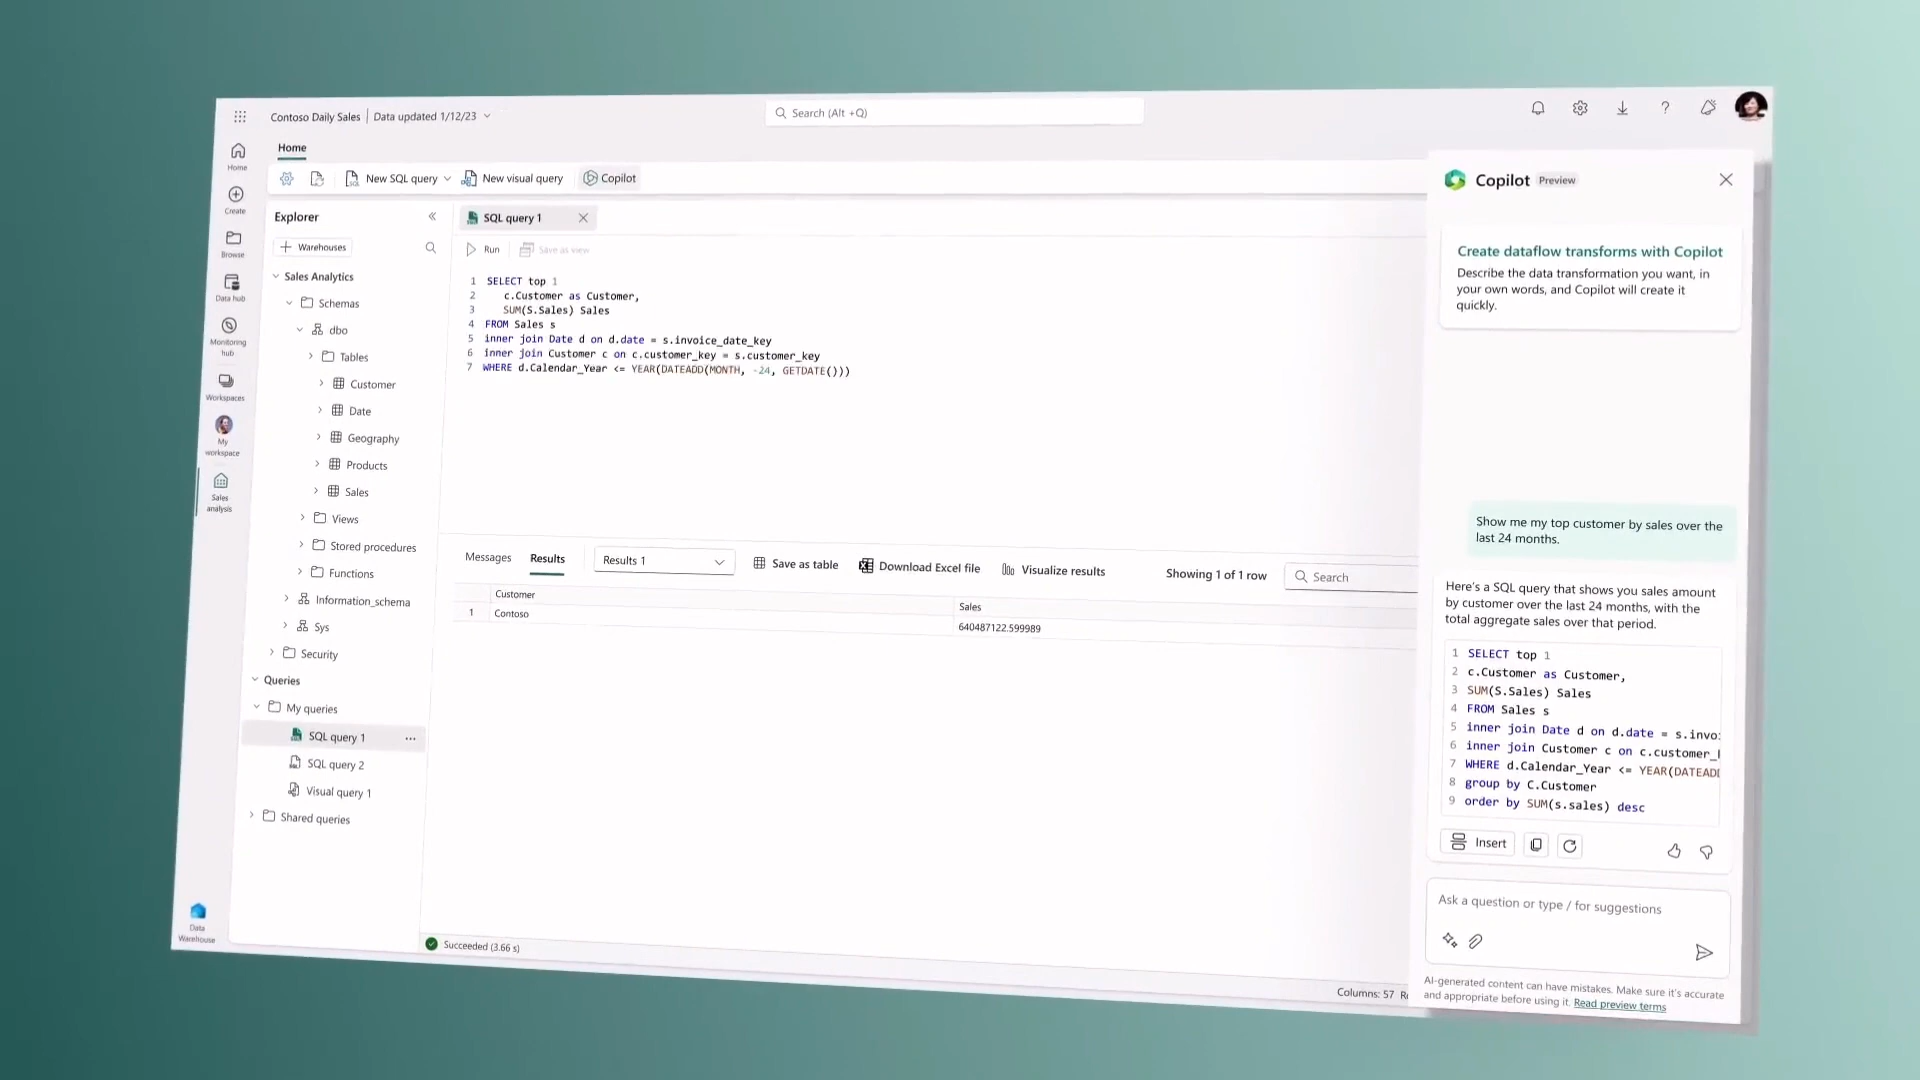 Contoso Daily Sales | Data updated 1/12/23
Search (Alt +Q)
Home
Home
Create
Browse
Data hub
Monitoring
hub
Workspaces
My
workspace
Sales
analysis
Data
Warehouse
New SQL query
New visual query
Copilot
Explorer
Warehouses
Sales Analytics
Schemas
dbo
Tables
Customer
Date
Geography
Products
Sales
Views
Stored procedures
Functions
Information_schema
Sys
Security
Queries
My queries
SQL query 1
SQL query 2
Visual query 1
Shared queries
SQL query 1
Run
Save as view
1 SELECT top 1
2 c.Customer as Customer,
3 SUM(S.Sales) Sales
4 FROM Sales s
5 inner join Date d on d.date = s.invoice_date_key
6 inner join Customer c on c.customer_key = s.customer_key
7 WHERE d.Calendar_Year <= YEAR(DATEADD(MONTH, -24, GETDATE()))
Messages
Results
Results 1
Save as table
Download Excel file
Visualize results
Showing 1 of 1 row
Search
Customer
Sales
1 Contoso
640487122.599989
Succeeded (3.66 s)
Columns: 57
Copilot Preview
Create dataflow transforms with Copilot
Describe the data transformation you want, in
your own words, and Copilot will create it
quickly.
Show me my top customer by sales over the
last 24 months.
Here's a SQL query that shows you sales amount
by customer over the last 24 months, with the
total aggregate sales over that period.
1 SELECT top 1
2 c.Customer as Customer,
3 SUM(S.Sales) Sales
4 FROM Sales s
5 inner join Date d on d.date = s.invo
6 inner join Customer c on c.customer_
7 WHERE d.Calendar_Year <= YEAR(DATEAD
8 group by C.Customer
9 order by SUM(s.sales) desc
Insert
Ask a question or type / for suggestions
AI-generated content can have mistakes. Make sure it's accurate
and appropriate before using it. Read preview terms